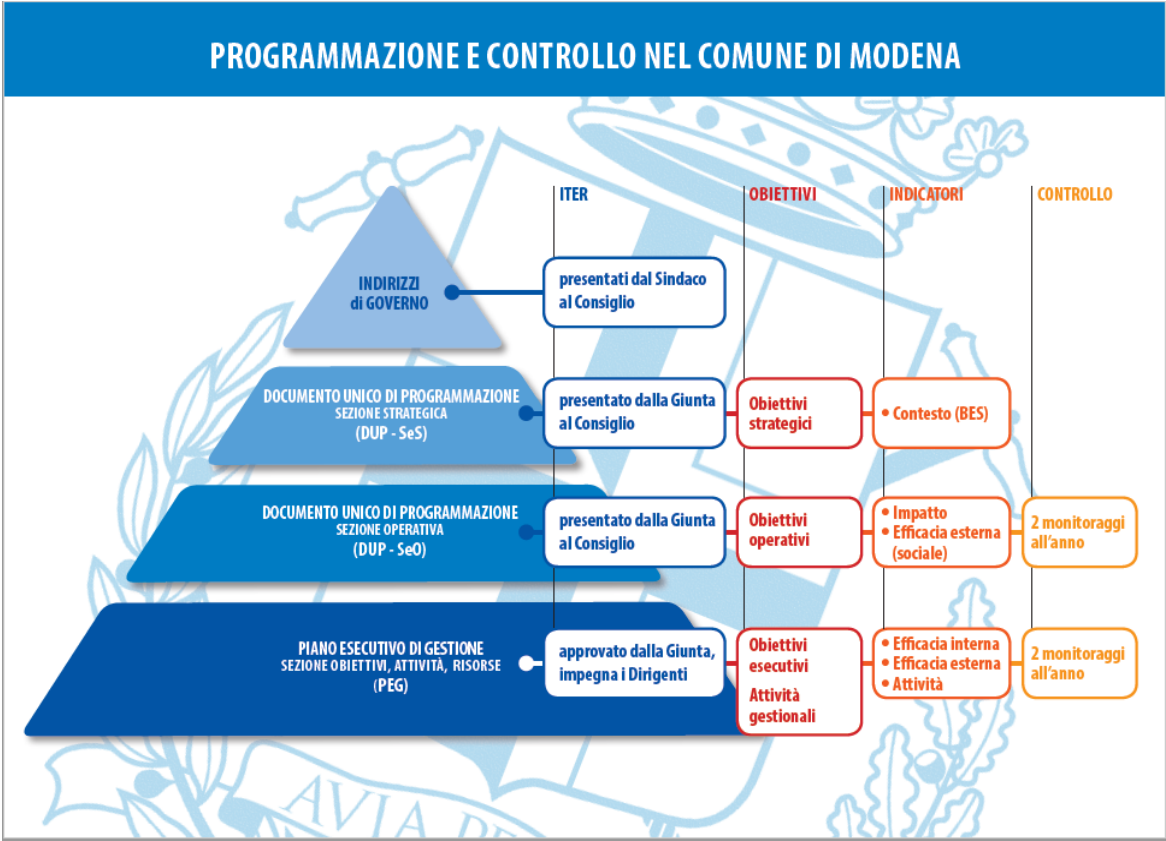 PROGRAMMAZIONE E CONTROLLO NEL COMUNE DI MODENA
ITER
OBIETTIVI
INDICATORI
CONTROLLO
INDIRIZZI
di GOVERNO
presentati dal Sindaco
al Consiglio
DOCUMENTO UNICO DI PROGRAMMAZIONE
SEZIONE STRATEGICA
(DUP - SeS)
presentato dalla Giunta
al Consiglio
Obiettivi
strategici
• Contesto (BES)
DOCUMENTO UNICO DI PROGRAMMAZIONE
SEZIONE OPERATIVA
(DUP - SeO)
presentato dalla Giunta
al Consiglio
Obiettivi
operativi
• Impatto
• Efficacia esterna
(sociale)
2 monitoraggi
all'anno
PIANO ESECUTIVO DI GESTIONE
SEZIONE OBIETTIVI, ATTIVITÀ, RISORSE
(PEG)
approvato dalla Giunta,
impegna i Dirigenti
Obiettivi
esecutivi
Attività
gestionali
• Efficacia interna
• Efficacia esterna
• Attività
2 monitoraggi
all'anno
AVIA PE